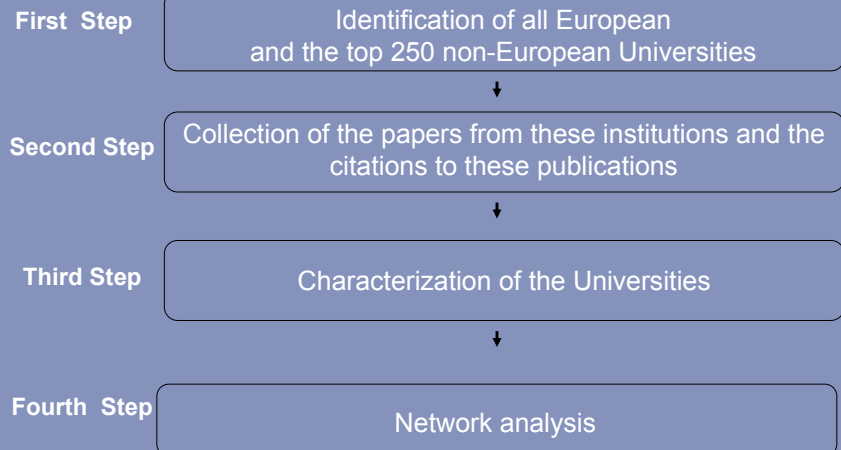 First Step
Identification of all European
and the top 250 non-European Universities
Second Step
Collection of the papers from these institutions and the
citations to these publications
Third Step
Characterization of the Universities
Fourth Step
Network analysis